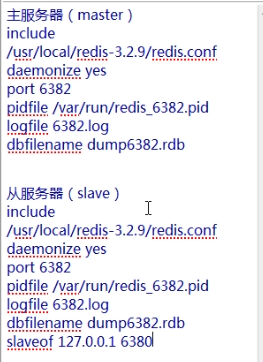 主服务器（master）
include
/usr/local/redis-3.2.9/redis.conf
daemonize yes
port 6382
pidfile /var/run/redis_6382.pid
logfile 6382.log
dbfilename dump6382.rdb
从服务器（slave）
include
/usr/local/redis-3.2.9/redis.conf
daemonize yes
port 6382
pidfile /var/run/redis_6382.pid
logfile 6382.log
dbfilename dump6382.rdb
slaveof 127.0.0.1 6380